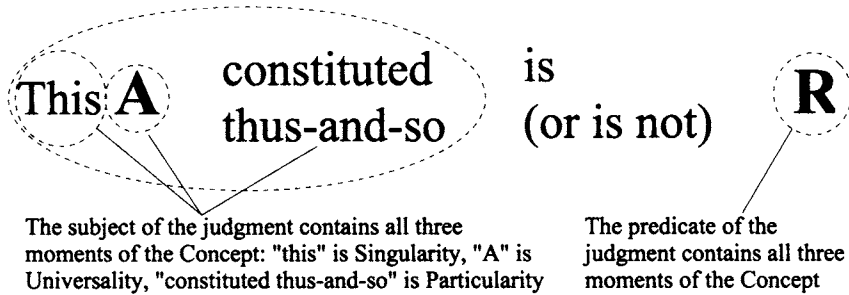 This A constituted is R
thus-and-so (or is not)
The subject of the judgment contains all three
moments of the Concept: "this" is Singularity, "A" is
Universality, "constituted thus-and-so" is Particularity
The predicate of the
judgment contains all three
moments of the Concept